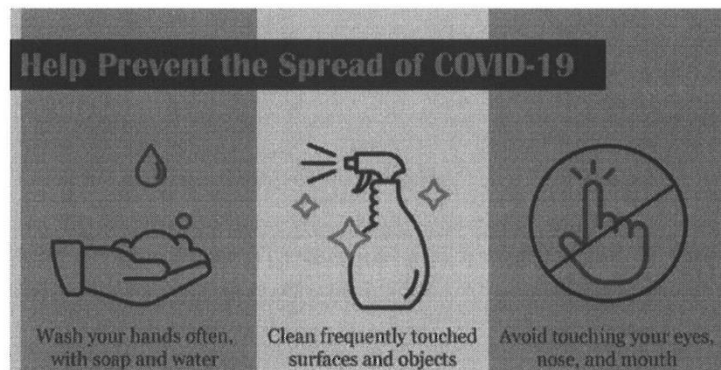 Help Prevent the Spread of COVID-19
Wash your hands often,
with soap and water
Clean frequently touched
surfaces and objects
Avoid touching your eyes,
nose, and mouth